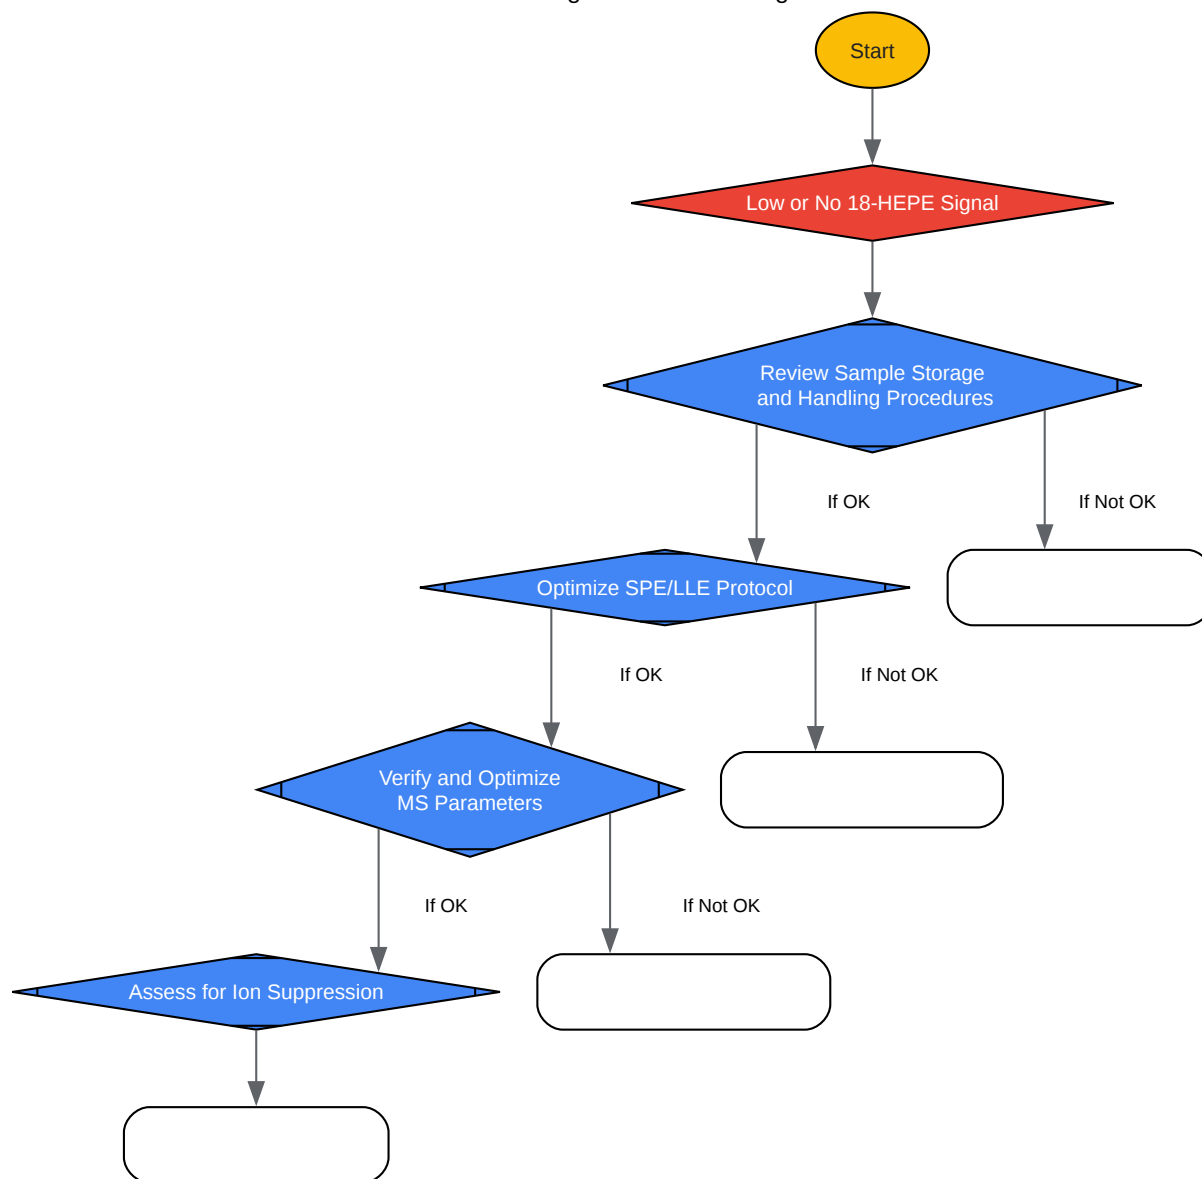 Start
Low or No 18-HEPE Signal
Review Sample Storage
and Handling Procedures
If OK
If Not OK
Optimize SPE/LLE Protocol
If OK
If Not OK
Verify and Optimize
MS Parameters
If OK
If Not OK
Assess for Ion Suppression